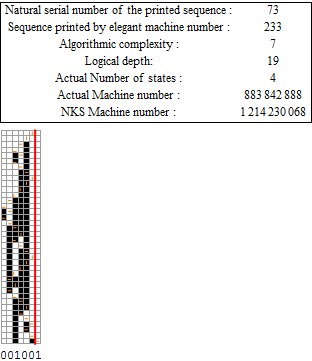 Natural serial number of the printed sequence : 73
Sequence printed by elegant machine number : 233
Algorithmic complexity : 7
Logical depth: 19
Actual Number of states : 4
Actual Machine number : 883 842 888
NKS Machine number : 1 214 230 068
001001